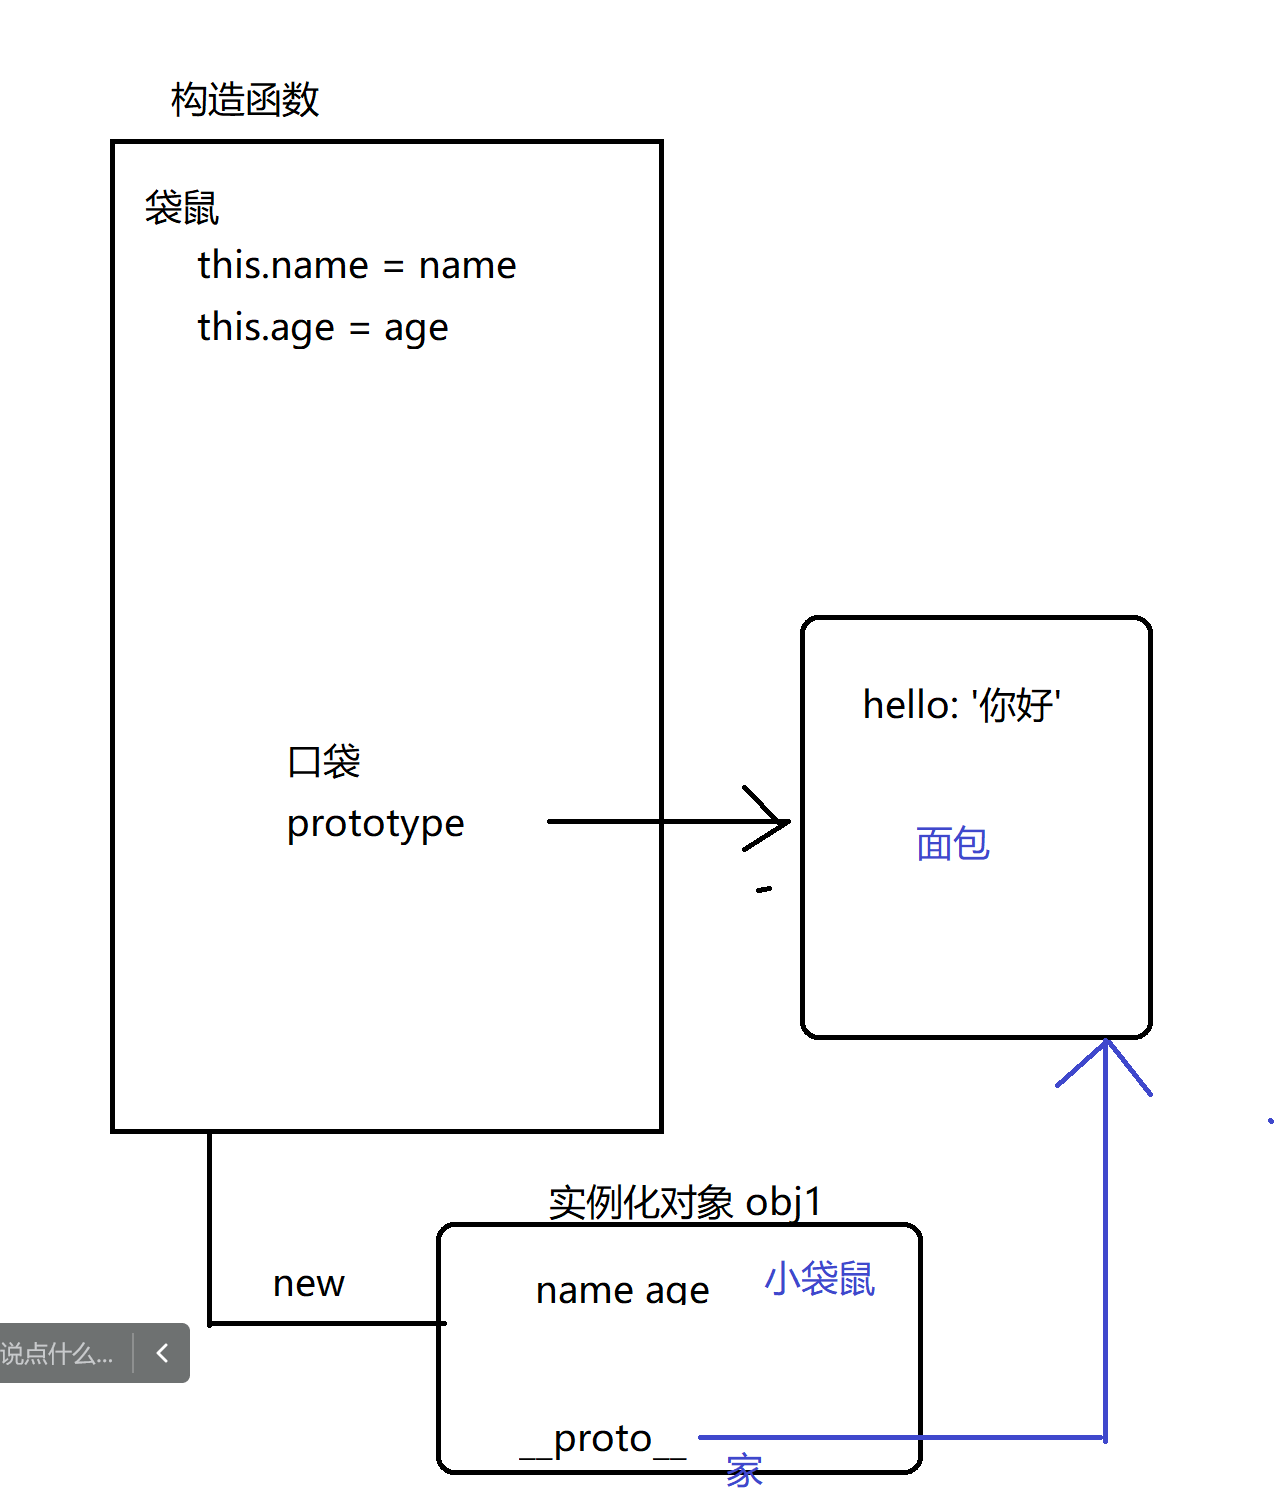 构造函数
袋鼠
this.name = name
this.age = age
hello: '你好'
口袋
面包
prototype
实例化对象 obj1
new
name age
小袋鼠
说点什么...
__proto__
家